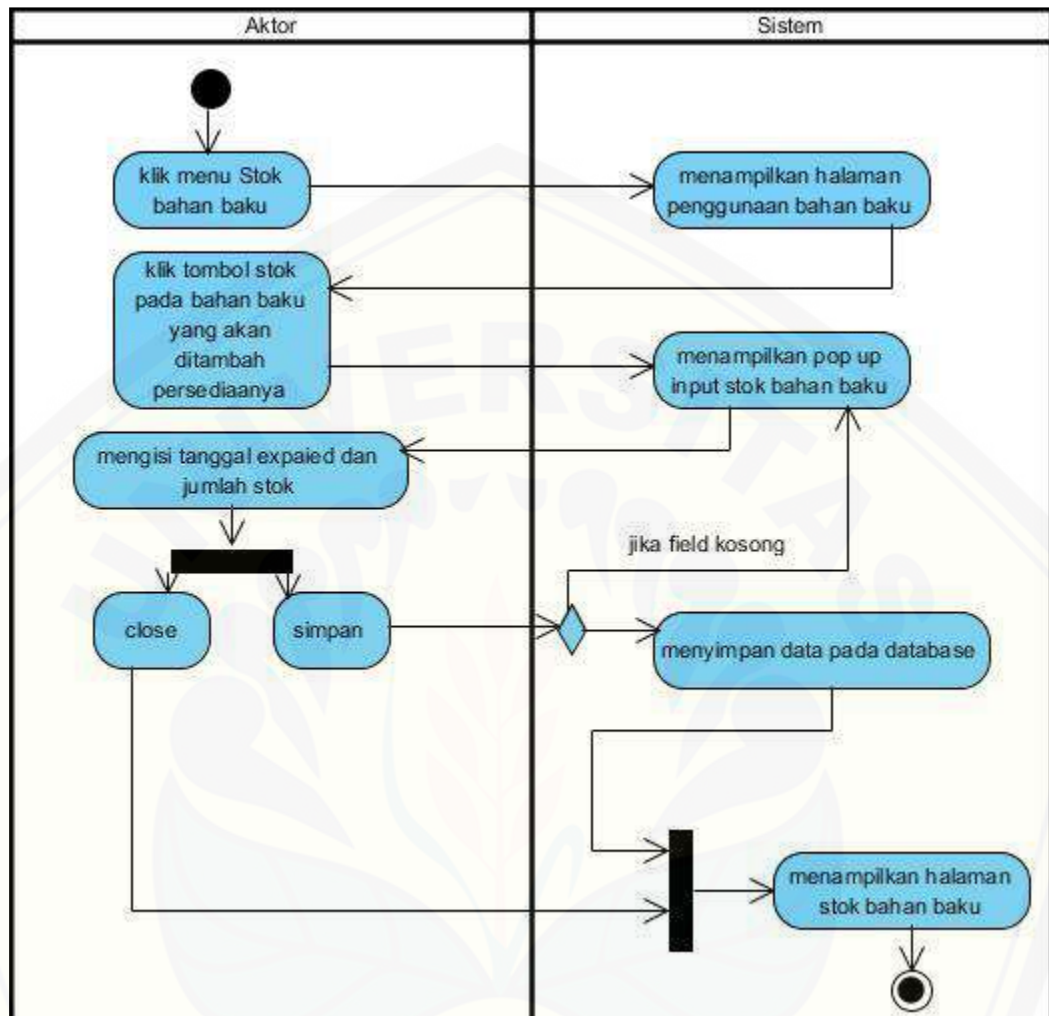 Aktor
Sistem
klik menu Stok
bahan baku
menampilkan halaman
penggunaan bahan baku
klik tombol stok
pada bahan baku
yang akan
ditambah
persediaanya
menampilkan pop up
input stok bahan baku
mengisi tanggal expaied dan
jumlah stok
jika field kosong
close
simpan
menyimpan data pada database
menampilkan halaman
stok bahan baku
UNIVERSITAS